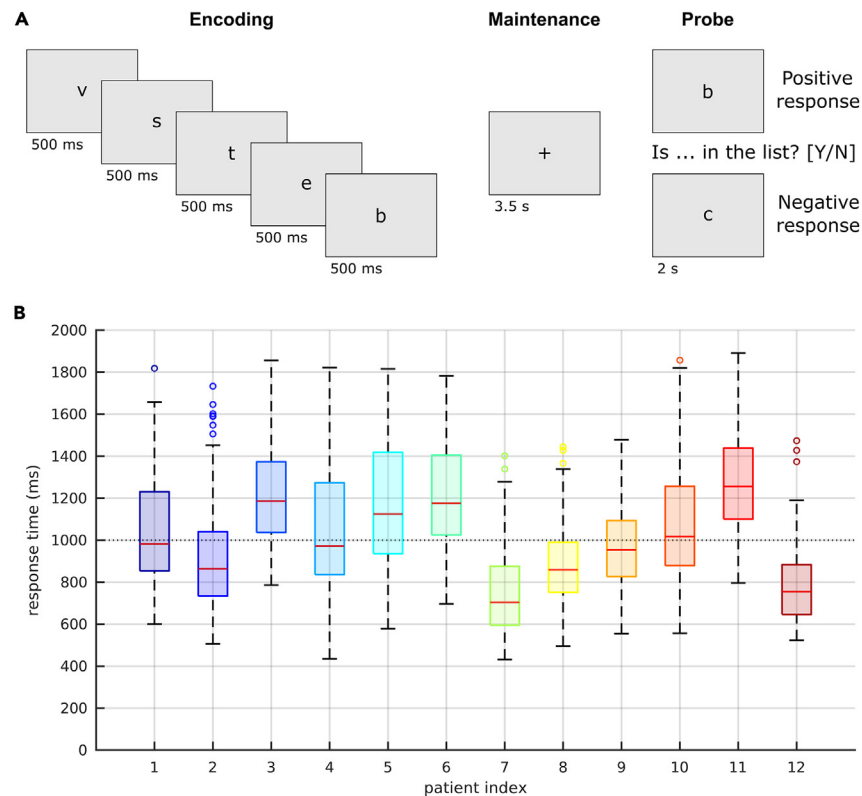 A
Encoding
Maintenance
Probe
v
500 ms
s
500 ms
t
500 ms
e
500 ms
b
500 ms
+
3.5 s
b
Positive
response
Is ... in the list? [Y/N]
c
Negative
response
2 s
B
2000
1800
1600
1400
1200
1000
800
600
400
200
0
response time (ms)
1 2 3 4 5 6 7 8 9 10 11 12
patient index